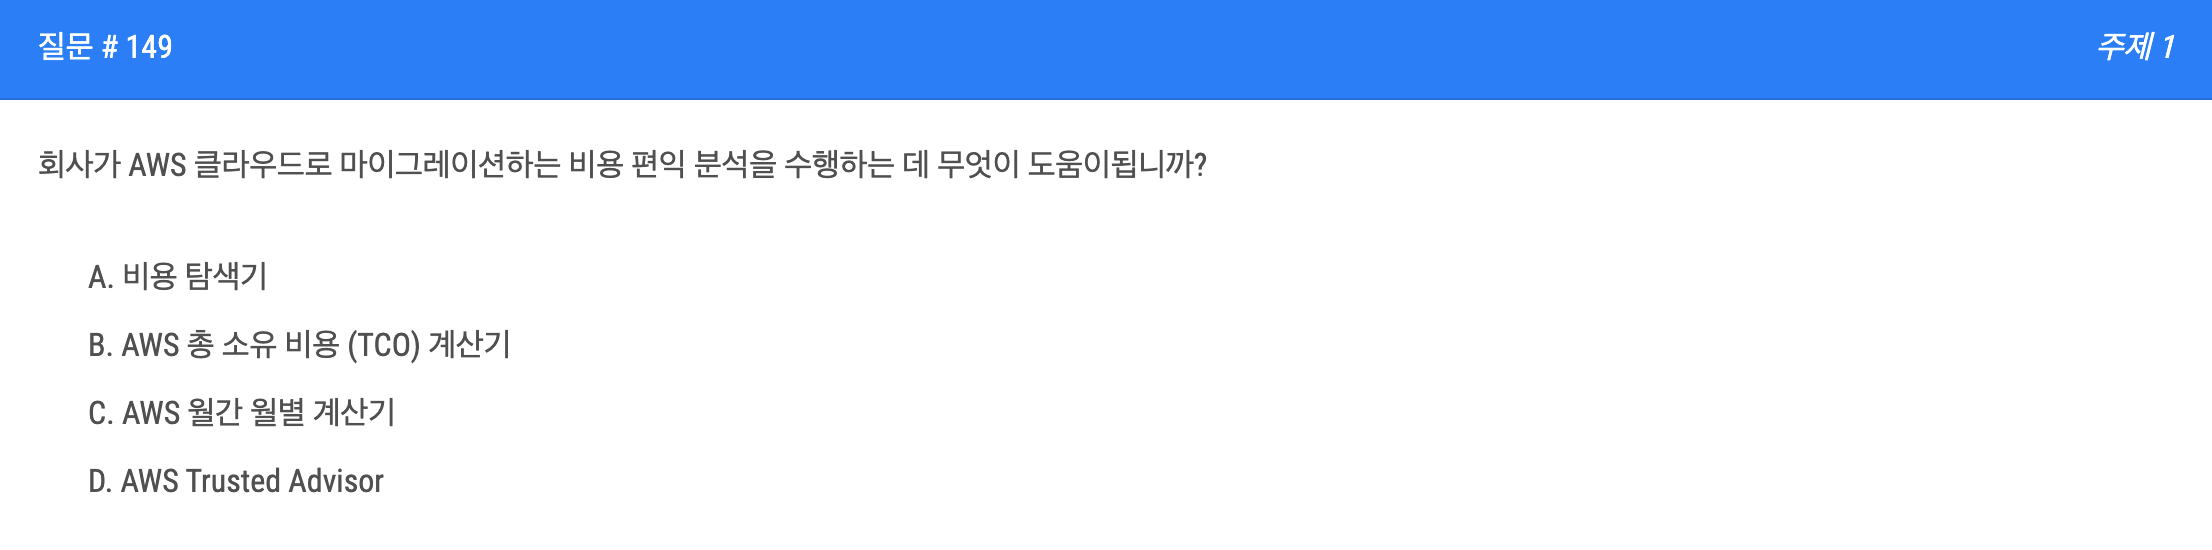 질문 # 149
주제 1
회사가 AWS 클라우드로 마이그레이션하는 비용 편익 분석을 수행하는 데 무엇이 도움이됩니까?
A. 비용 탐색기
B. AWS 총 소유 비용 (TCO) 계산기
C. AWS 월간 월별 계산기
D. AWS Trusted Advisor